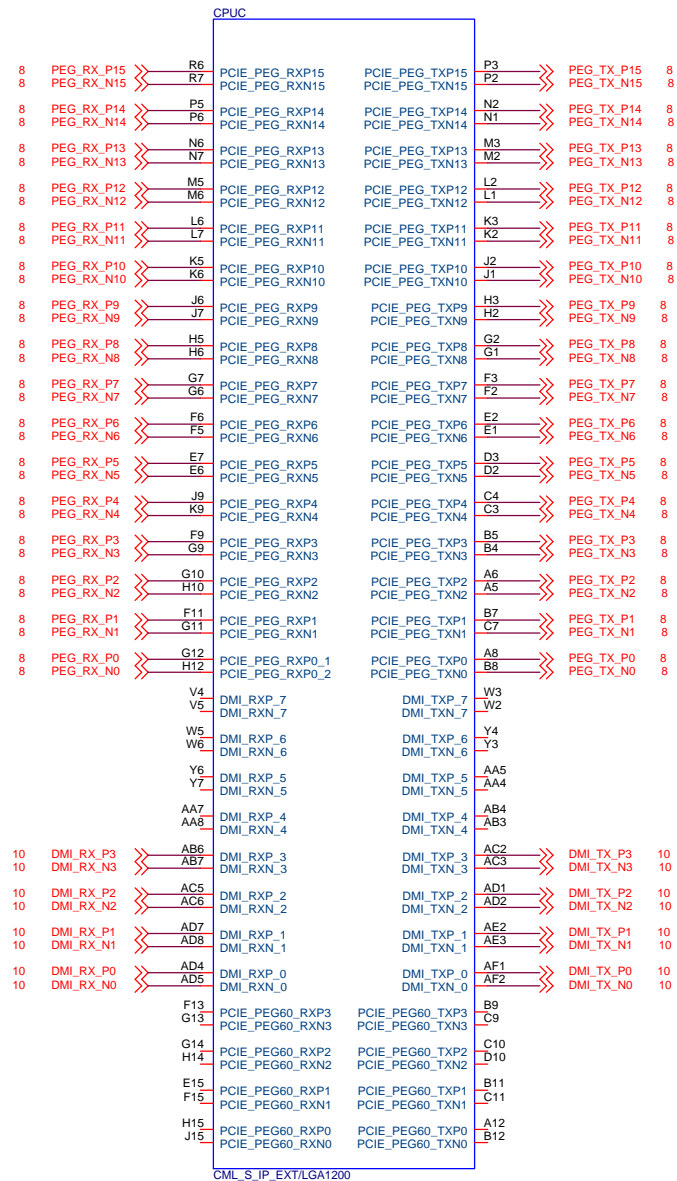 CPUC
8 PEG_RX_P15 R6 PCIE_PEG_RXP15 PCIE_PEG_TXP15 P3 PEG_TX_P15 8
8 PEG_RX_N15 R7 PCIE_PEG_RXN15 PCIE_PEG_TXN15 P2 PEG_TX_N15 8
8 PEG_RX_P14 P5 PCIE_PEG_RXP14 PCIE_PEG_TXP14 N2 PEG_TX_P14 8
8 PEG_RX_N14 P6 PCIE_PEG_RXN14 PCIE_PEG_TXN14 N1 PEG_TX_N14 8
8 PEG_RX_P13 N6 PCIE_PEG_RXP13 PCIE_PEG_TXP13 M3 PEG_TX_P13 8
8 PEG_RX_N13 N7 PCIE_PEG_RXN13 PCIE_PEG_TXN13 M2 PEG_TX_N13 8
8 PEG_RX_P12 M5 PCIE_PEG_RXP12 PCIE_PEG_TXP12 L2 PEG_TX_P12 8
8 PEG_RX_N12 M6 PCIE_PEG_RXN12 PCIE_PEG_TXN12 L1 PEG_TX_N12 8
8 PEG_RX_P11 L6 PCIE_PEG_RXP11 PCIE_PEG_TXP11 K3 PEG_TX_P11 8
8 PEG_RX_N11 L7 PCIE_PEG_RXN11 PCIE_PEG_TXN11 K2 PEG_TX_N11 8
8 PEG_RX_P10 K5 PCIE_PEG_RXP10 PCIE_PEG_TXP10 J2 PEG_TX_P10 8
8 PEG_RX_N10 K6 PCIE_PEG_RXN10 PCIE_PEG_TXN10 J1 PEG_TX_N10 8
8 PEG_RX_P9 J6 PCIE_PEG_RXP9 PCIE_PEG_TXP9 H3 PEG_TX_P9 8
8 PEG_RX_N9 J7 PCIE_PEG_RXN9 PCIE_PEG_TXN9 H2 PEG_TX_N9 8
8 PEG_RX_P8 H5 PCIE_PEG_RXP8 PCIE_PEG_TXP8 G2 PEG_TX_P8 8
8 PEG_RX_N8 H6 PCIE_PEG_RXN8 PCIE_PEG_TXN8 G1 PEG_TX_N8 8
8 PEG_RX_P7 G7 PCIE_PEG_RXP7 PCIE_PEG_TXP7 F3 PEG_TX_P7 8
8 PEG_RX_N7 G6 PCIE_PEG_RXN7 PCIE_PEG_TXN7 F2 PEG_TX_N7 8
8 PEG_RX_P6 F6 PCIE_PEG_RXP6 PCIE_PEG_TXP6 E2 PEG_TX_P6 8
8 PEG_RX_N6 F5 PCIE_PEG_RXN6 PCIE_PEG_TXN6 E1 PEG_TX_N6 8
8 PEG_RX_P5 E7 PCIE_PEG_RXP5 PCIE_PEG_TXP5 D3 PEG_TX_P5 8
8 PEG_RX_N5 E6 PCIE_PEG_RXN5 PCIE_PEG_TXN5 D2 PEG_TX_N5 8
8 PEG_RX_P4 J9 PCIE_PEG_RXP4 PCIE_PEG_TXP4 C4 PEG_TX_P4 8
8 PEG_RX_N4 K9 PCIE_PEG_RXN4 PCIE_PEG_TXN4 C3 PEG_TX_N4 8
8 PEG_RX_P3 F9 PCIE_PEG_RXP3 PCIE_PEG_TXP3 B5 PEG_TX_P3 8
8 PEG_RX_N3 G9 PCIE_PEG_RXN3 PCIE_PEG_TXN3 B4 PEG_TX_N3 8
8 PEG_RX_P2 G10 PCIE_PEG_RXP2 PCIE_PEG_TXP2 A6 PEG_TX_P2 8
8 PEG_RX_N2 H10 PCIE_PEG_RXN2 PCIE_PEG_TXN2 A5 PEG_TX_N2 8
8 PEG_RX_P1 F11 PCIE_PEG_RXP1 PCIE_PEG_TXP1 B7 PEG_TX_P1 8
8 PEG_RX_N1 G11 PCIE_PEG_RXN1 PCIE_PEG_TXN1 C7 PEG_TX_N1 8
8 PEG_RX_P0 G12 PCIE_PEG_RXP0_1 PCIE_PEG_TXP0 A8 PEG_TX_P0 8
8 PEG_RX_N0 H12 PCIE_PEG_RXP0_2 PCIE_PEG_TXN0 B8 PEG_TX_N0 8
V4 DMI_RXP_7 DMI_TXP_7 W3
V5 DMI_RXN_7 DMI_TXN_7 W2
W5 DMI_RXP_6 DMI_TXP_6 Y4
W6 DMI_RXN_6 DMI_TXN_6 Y3
Y6 DMI_RXP_5 DMI_TXP_5 AA5
Y7 DMI_RXN_5 DMI_TXN_5 AA4
AA7 DMI_RXP_4 DMI_TXP_4 AB4
AA8 DMI_RXN_4 DMI_TXN_4 AB3
10 DMI_RX_P3 AB6 DMI_RXP_3 DMI_TXP_3 AC2 DMI_TX_P3 10
10 DMI_RX_N3 AB7 DMI_RXN_3 DMI_TXN_3 AC3 DMI_TX_N3 10
10 DMI_RX_P2 AC5 DMI_RXP_2 DMI_TXP_2 AD1 DMI_TX_P2 10
10 DMI_RX_N2 AC6 DMI_RXN_2 DMI_TXN_2 AD2 DMI_TX_N2 10
10 DMI_RX_P1 AD7 DMI_RXP_1 DMI_TXP_1 AE2 DMI_TX_P1 10
10 DMI_RX_N1 AD8 DMI_RXN_1 DMI_TXN_1 AE3 DMI_TX_N1 10
10 DMI_RX_P0 AD4 DMI_RXP_0 DMI_TXP_0 AF1 DMI_TX_P0 10
10 DMI_RX_N0 AD5 DMI_RXN_0 DMI_TXN_0 AF2 DMI_TX_N0 10
F13 PCIE_PEG60_RXP3 PCIE_PEG60_TXP3 B9
G13 PCIE_PEG60_RXN3 PCIE_PEG60_TXN3 C9
G14 PCIE_PEG60_RXP2 PCIE_PEG60_TXP2 C10
H14 PCIE_PEG60_RXN2 PCIE_PEG60_TXN2 D10
E15 PCIE_PEG60_RXP1 PCIE_PEG60_TXP1 B11
F15 PCIE_PEG60_RXN1 PCIE_PEG60_TXN1 C11
H15 PCIE_PEG60_RXP0 PCIE_PEG60_TXP0 A12
J15 PCIE_PEG60_RXN0 PCIE_PEG60_TXN0 B12
CML_S_IP_EXT/LGA1200